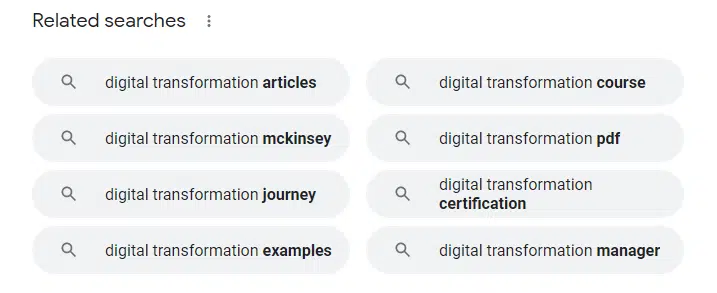 Related searches
digital transformation articles
digital transformation course
digital transformation mckinsey
digital transformation pdf
digital transformation journey
digital transformation
certification
digital transformation examples
digital transformation manager